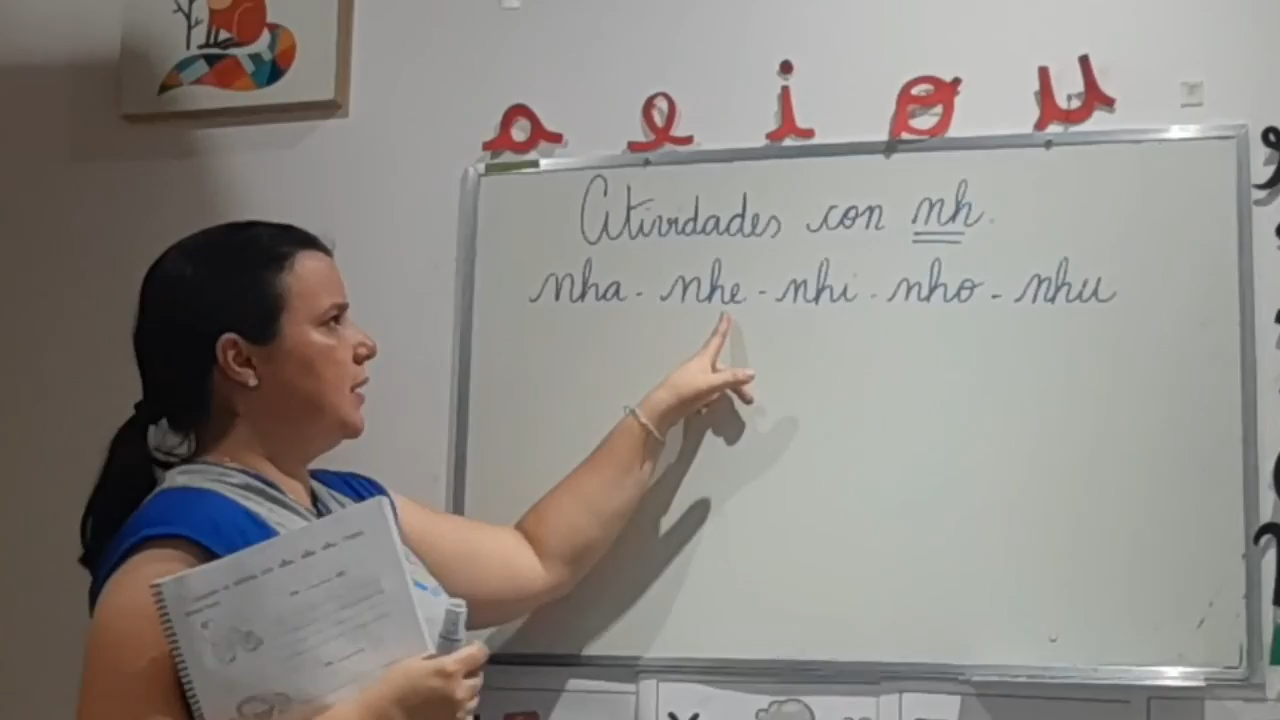 a e i o u
Atividades con nh.
nha - nhe - nhi - nho - nhu